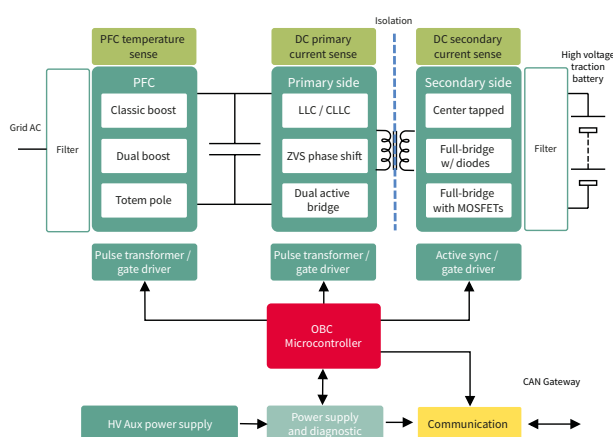 Isolation
PFC temperature
sense
DC primary
current sense
DC secondary
current sense
High voltage
traction
battery
PFC
Primary side
Secondary side
Grid AC
Filter
Classic boost
Dual boost
Totem pole
LLC / CLLC
ZVS phase shift
Dual active
bridge
Center tapped
Full-bridge
w/ diodes
Full-bridge
with MOSFETs
Filter
Pulse transformer /
gate driver
Pulse transformer /
gate driver
Active sync /
gate driver
OBC
Microcontroller
CAN Gateway
HV Aux power supply
Power supply
and diagnostic
Communication